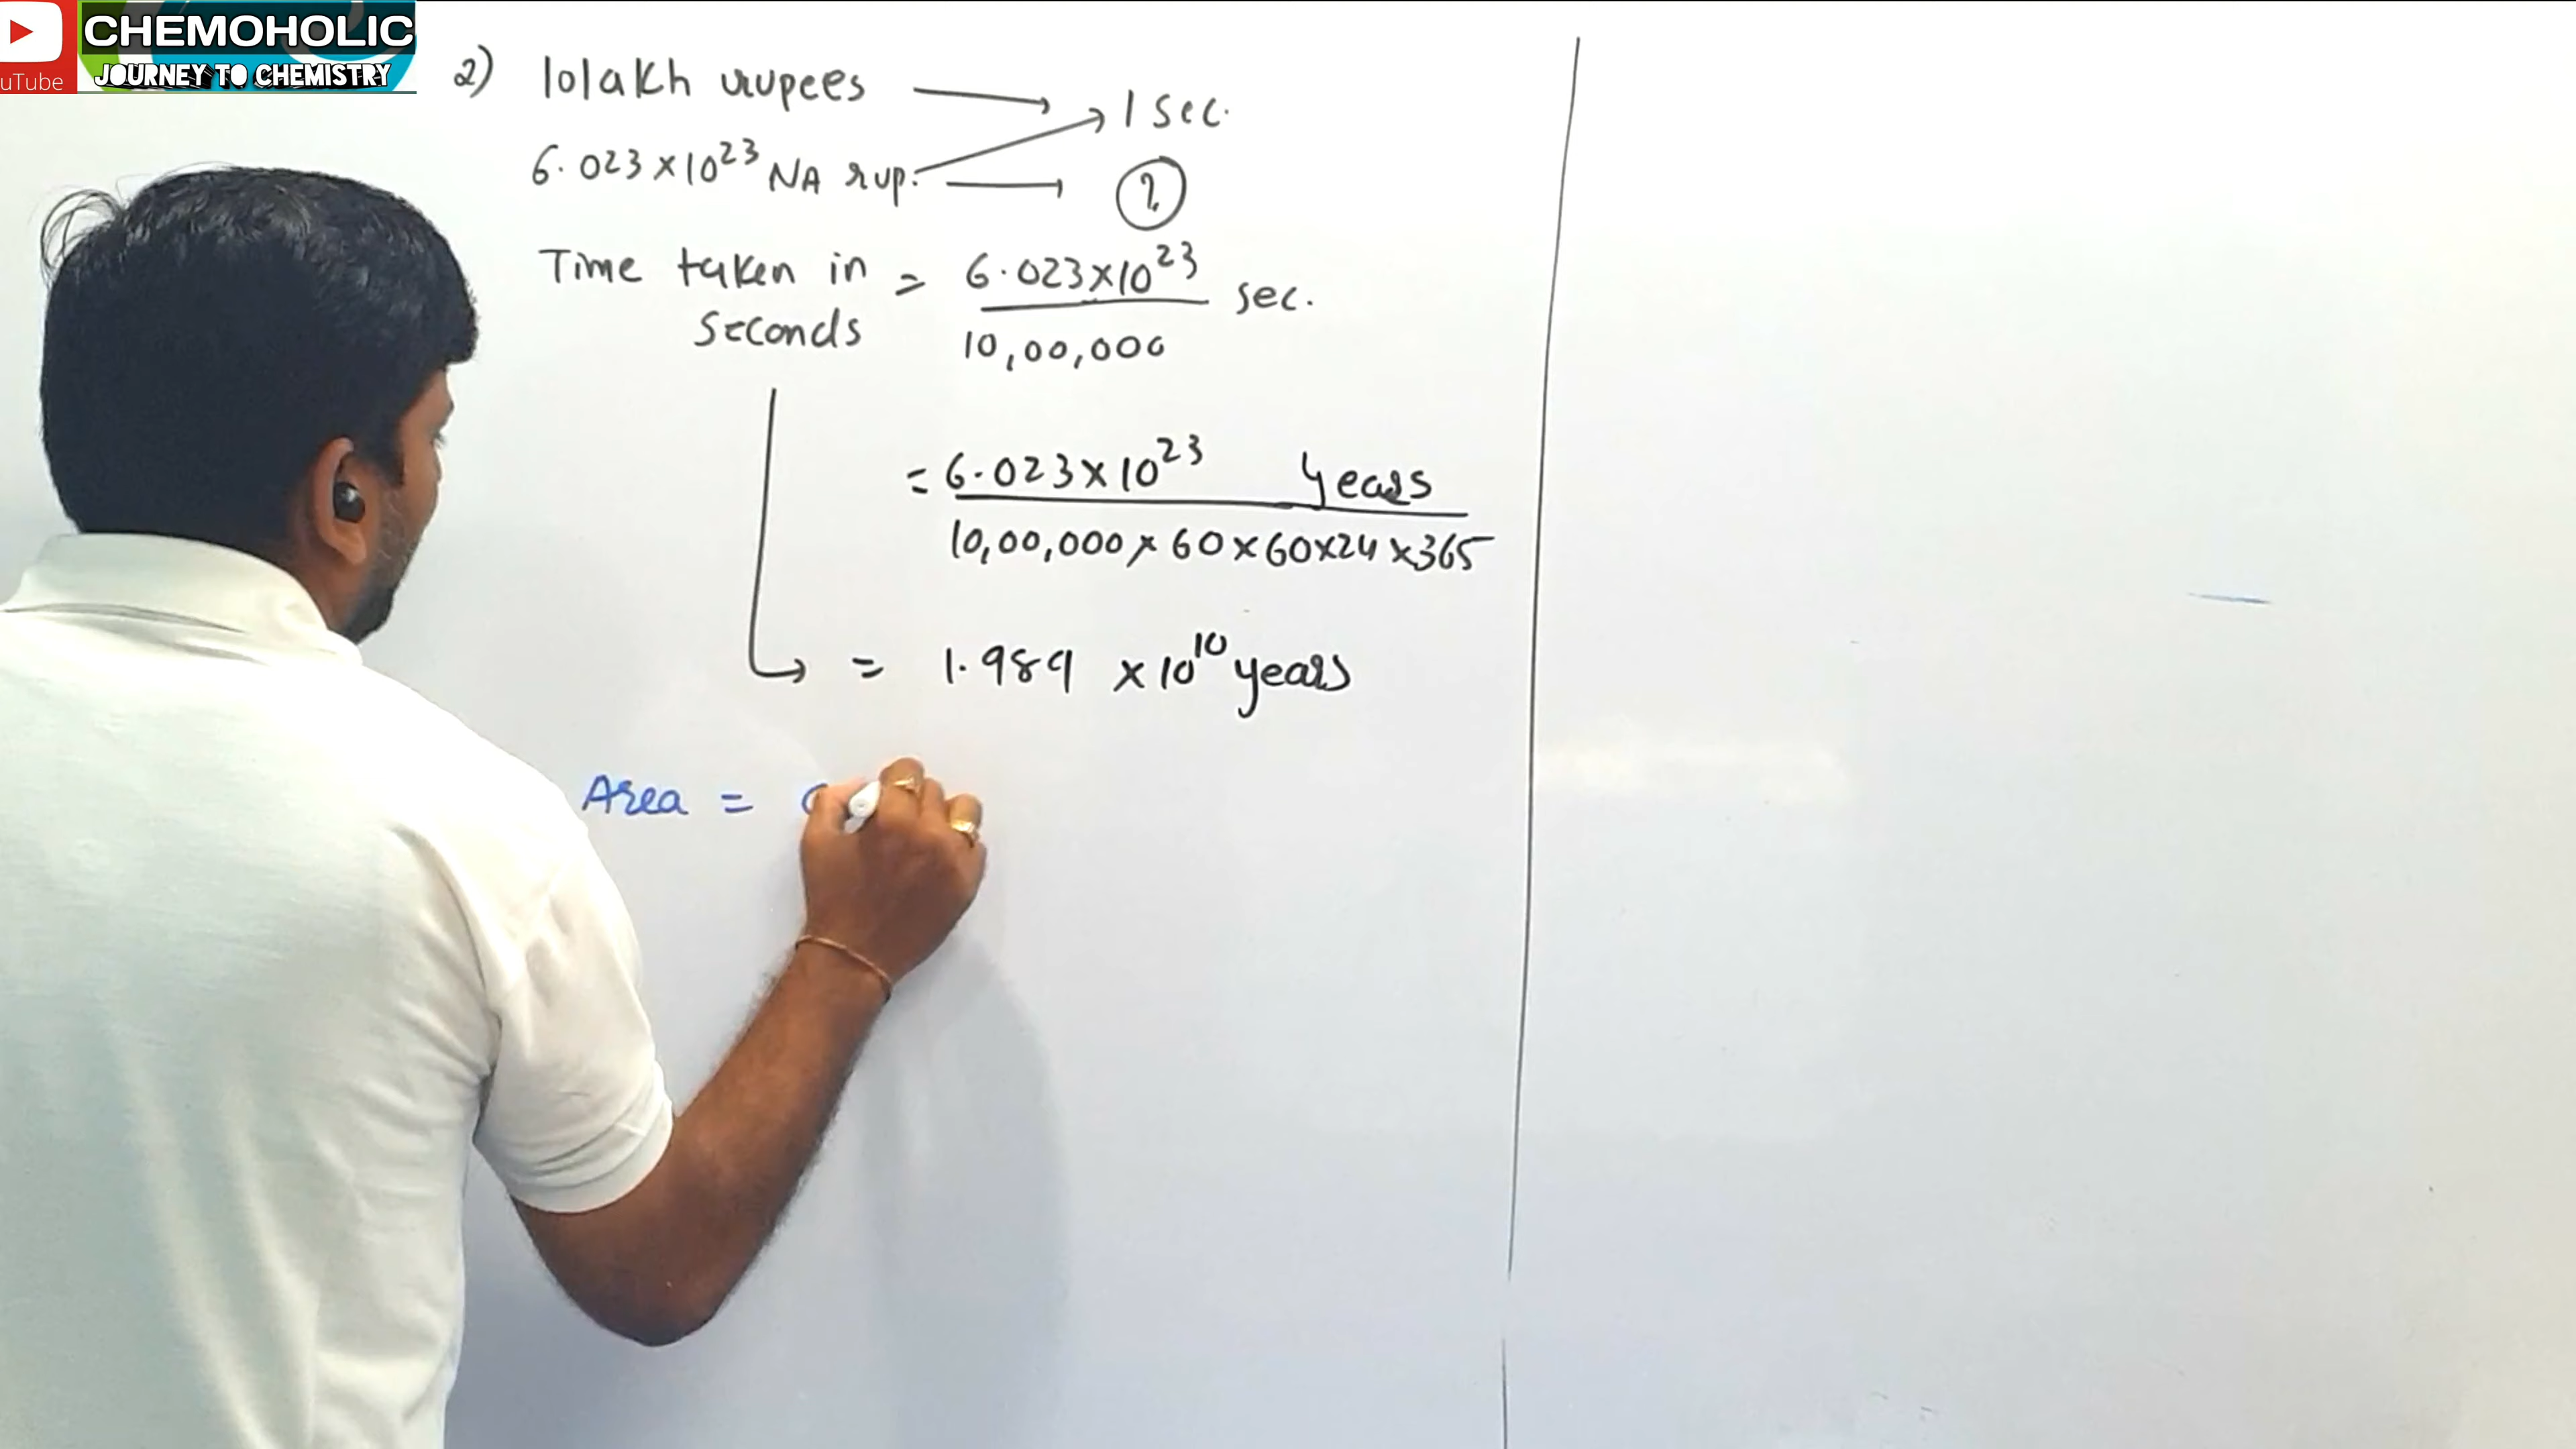 CHEMOHOLIC
JOURNEY TO CHEMISTRY
uTube
2) 10lakh rupees → 1 sec.
6.023×10²³ NA rup. → ?
Time taken in seconds = 6.023×10²³ / 10,00,000 sec.
= 6.023×10²³ years / 10,00,000×60×60×24×365
= 1.989 ×10¹⁰ years
Area =